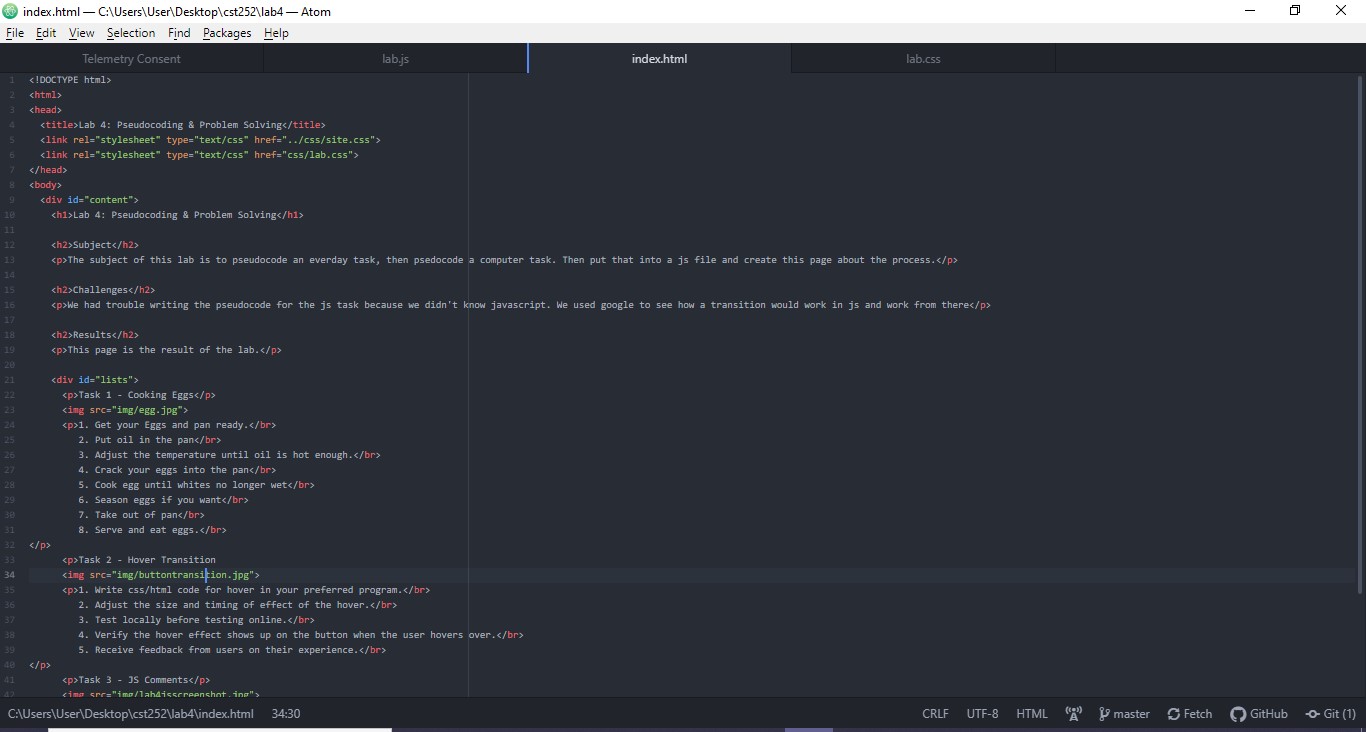 index.html — C:\Users\User\Desktop\cst252\lab4 — Atom
File Edit View Selection Find Packages Help
Telemetry Consent lab.js index.html lab.css
1 <!DOCTYPE html>
2 <html>
3 <head>
4 <title>Lab 4: Pseudocoding & Problem Solving</title>
5 <link rel="stylesheet" type="text/css" href="../css/site.css">
6 <link rel="stylesheet" type="text/css" href="css/lab.css">
7 </head>
8 <body>
9 <div id="content">
10 <h1>Lab 4: Pseudocoding & Problem Solving</h1>
11
12 <h2>Subject</h2>
13 <p>The subject of this lab is to pseudocode an everday task, then psedocode a computer task. Then put that into a js file and create this page about the process.</p>
14
15 <h2>Challenges</h2>
16 <p>We had trouble writing the pseudocode for the js task because we didn't know javascript. We used google to see how a transition would work in js and work from there</p>
17
18 <h2>Results</h2>
19 <p>This page is the result of the lab.</p>
20
21 <div id="lists">
22 <p>Task 1 - Cooking Eggs</p>
23 <img src="img/egg.jpg">
24 <p>1. Get your Eggs and pan ready.</br>
25 2. Put oil in the pan</br>
26 3. Adjust the temperature until oil is hot enough.</br>
27 4. Crack your eggs into the pan</br>
28 5. Cook egg until whites no longer wet</br>
29 6. Season eggs if you want</br>
30 7. Take out of pan</br>
31 8. Serve and eat eggs.</br>
32 </p>
33 <p>Task 2 - Hover Transition
34 <img src="img/buttontransition.jpg">
35 <p>1. Write css/html code for hover in your preferred program.</br>
36 2. Adjust the size and timing of effect of the hover.</br>
37 3. Test locally before testing online.</br>
38 4. Verify the hover effect shows up on the button when the user hovers over.</br>
39 5. Receive feedback from users on their experience.</br>
40 </p>
41 <p>Task 3 - JS Comments</p>
42 <img src="img/lab4jsscreenshot.jpg">
C:\Users\User\Desktop\cst252\lab4\index.html 34:30 CRLF UTF-8 HTML master Fetch GitHub Git (1)